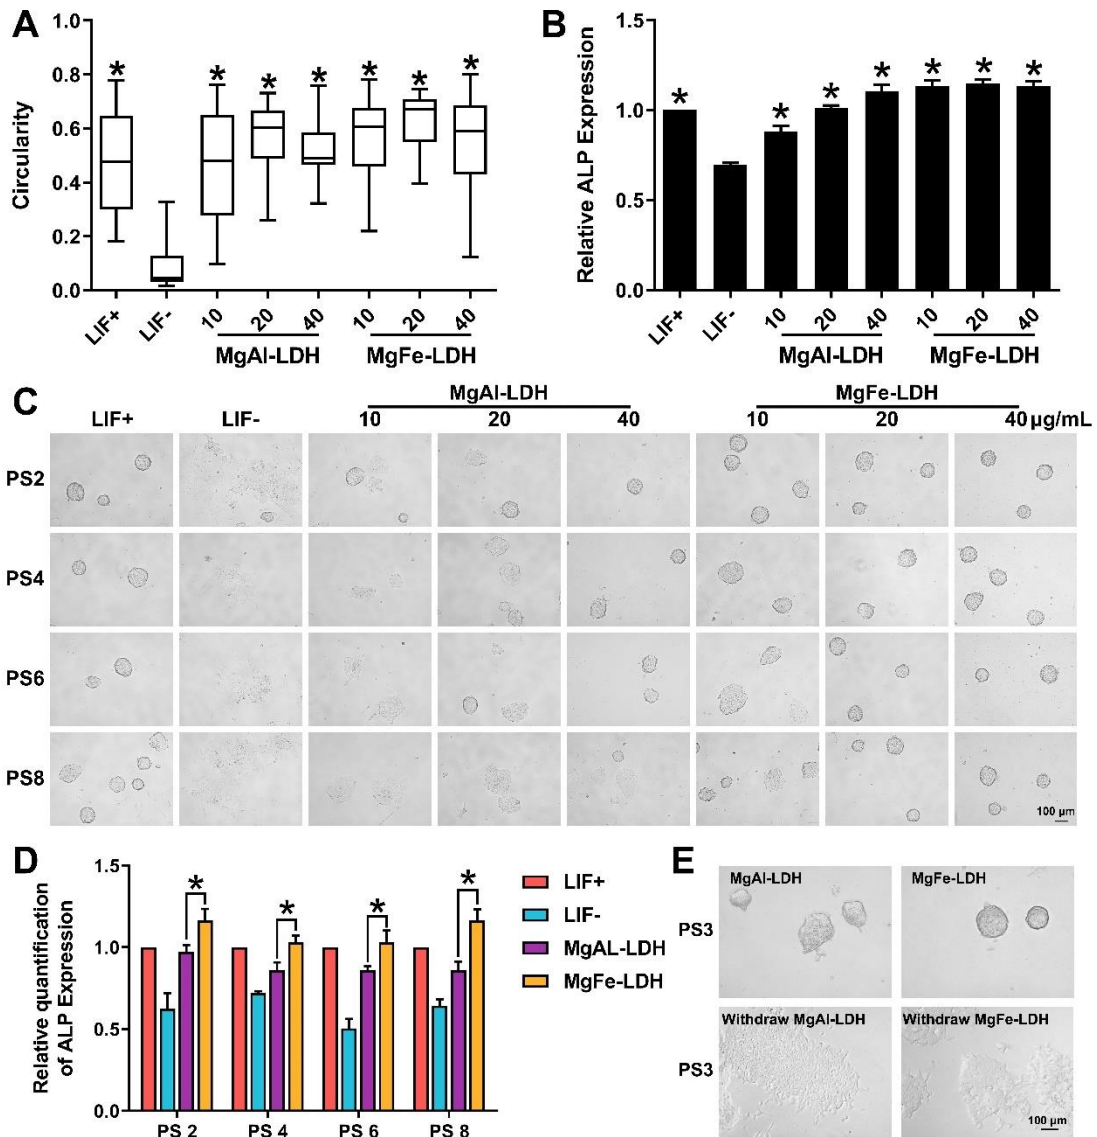 A
1.0
0.8
0.6
0.4
0.2
0.0
Circularity
* * * * * * *
LIF+ LIF- 10 20 40 10 20 40
MgAl-LDH MgFe-LDH
B
1.5
1.0
0.5
0.0
Relative ALP Expression
* * * * * * *
LIF+ LIF- 10 20 40 10 20 40
MgAl-LDH MgFe-LDH
C
MgAl-LDH MgFe-LDH
LIF+ LIF- 10 20 40 10 20 40 µg/mL
PS2
PS4
PS6
PS8
100 µm
D
1.5
1.0
0.5
0.0
Relative quantification
of ALP Expression
* * * *
PS 2 PS 4 PS 6 PS 8
LIF+
LIF-
MgAL-LDH
MgFe-LDH
E
MgAl-LDH MgFe-LDH
PS3
Withdraw MgAl-LDH Withdraw MgFe-LDH
PS3
100 µm